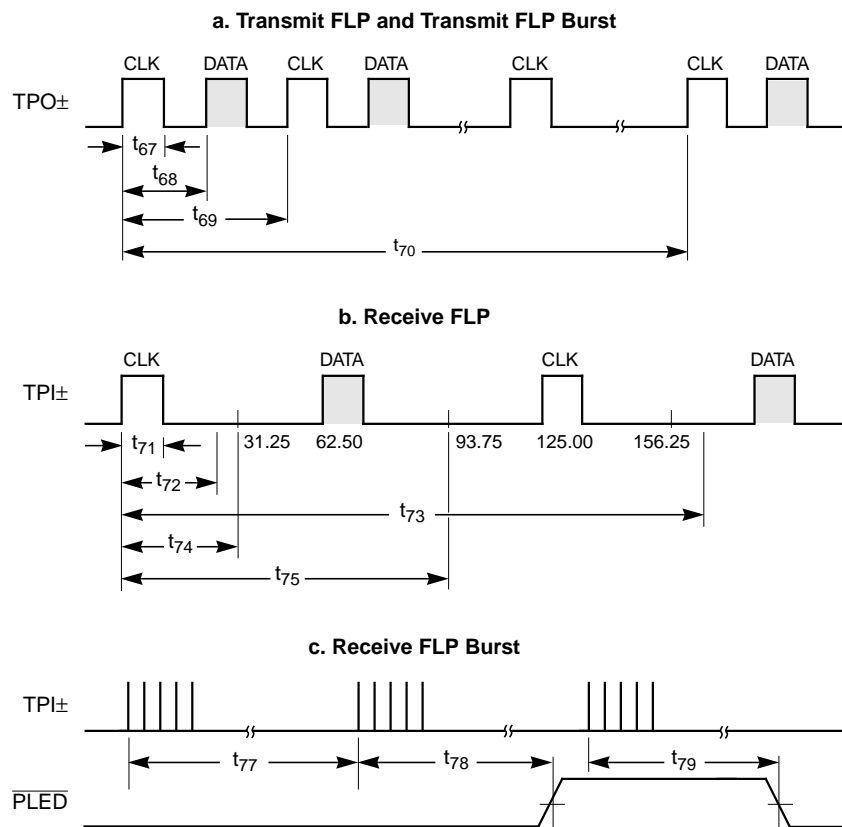 a. Transmit FLP and Transmit FLP Burst
CLK DATA CLK DATA CLK CLK DATA
TPO±
t67
t68
t69
t70
b. Receive FLP
CLK DATA CLK DATA
TPI±
t71 31.25 62.50 93.75 125.00 156.25
t72
t73
t74
t75
c. Receive FLP Burst
TPI±
t77 t78 t79
PLED